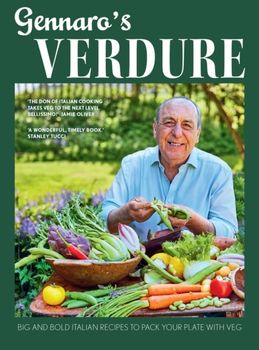 Gennaro's
VERDURE
'THE DON OF ITALIAN COOKING
TAKES VEG TO THE NEXT LEVEL.
BELLISSIMO!' JAMIE OLIVER
'A WONDERFUL, TIMELY BOOK.'
STANLEY TUCCI
BIG AND BOLD ITALIAN RECIPES TO PACK YOUR PLATE WITH VEG